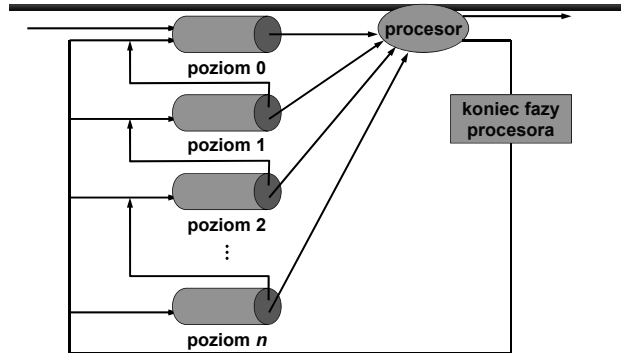 procesor
poziom 0
koniec fazy
procesora
poziom 1
poziom 2
...
poziom n